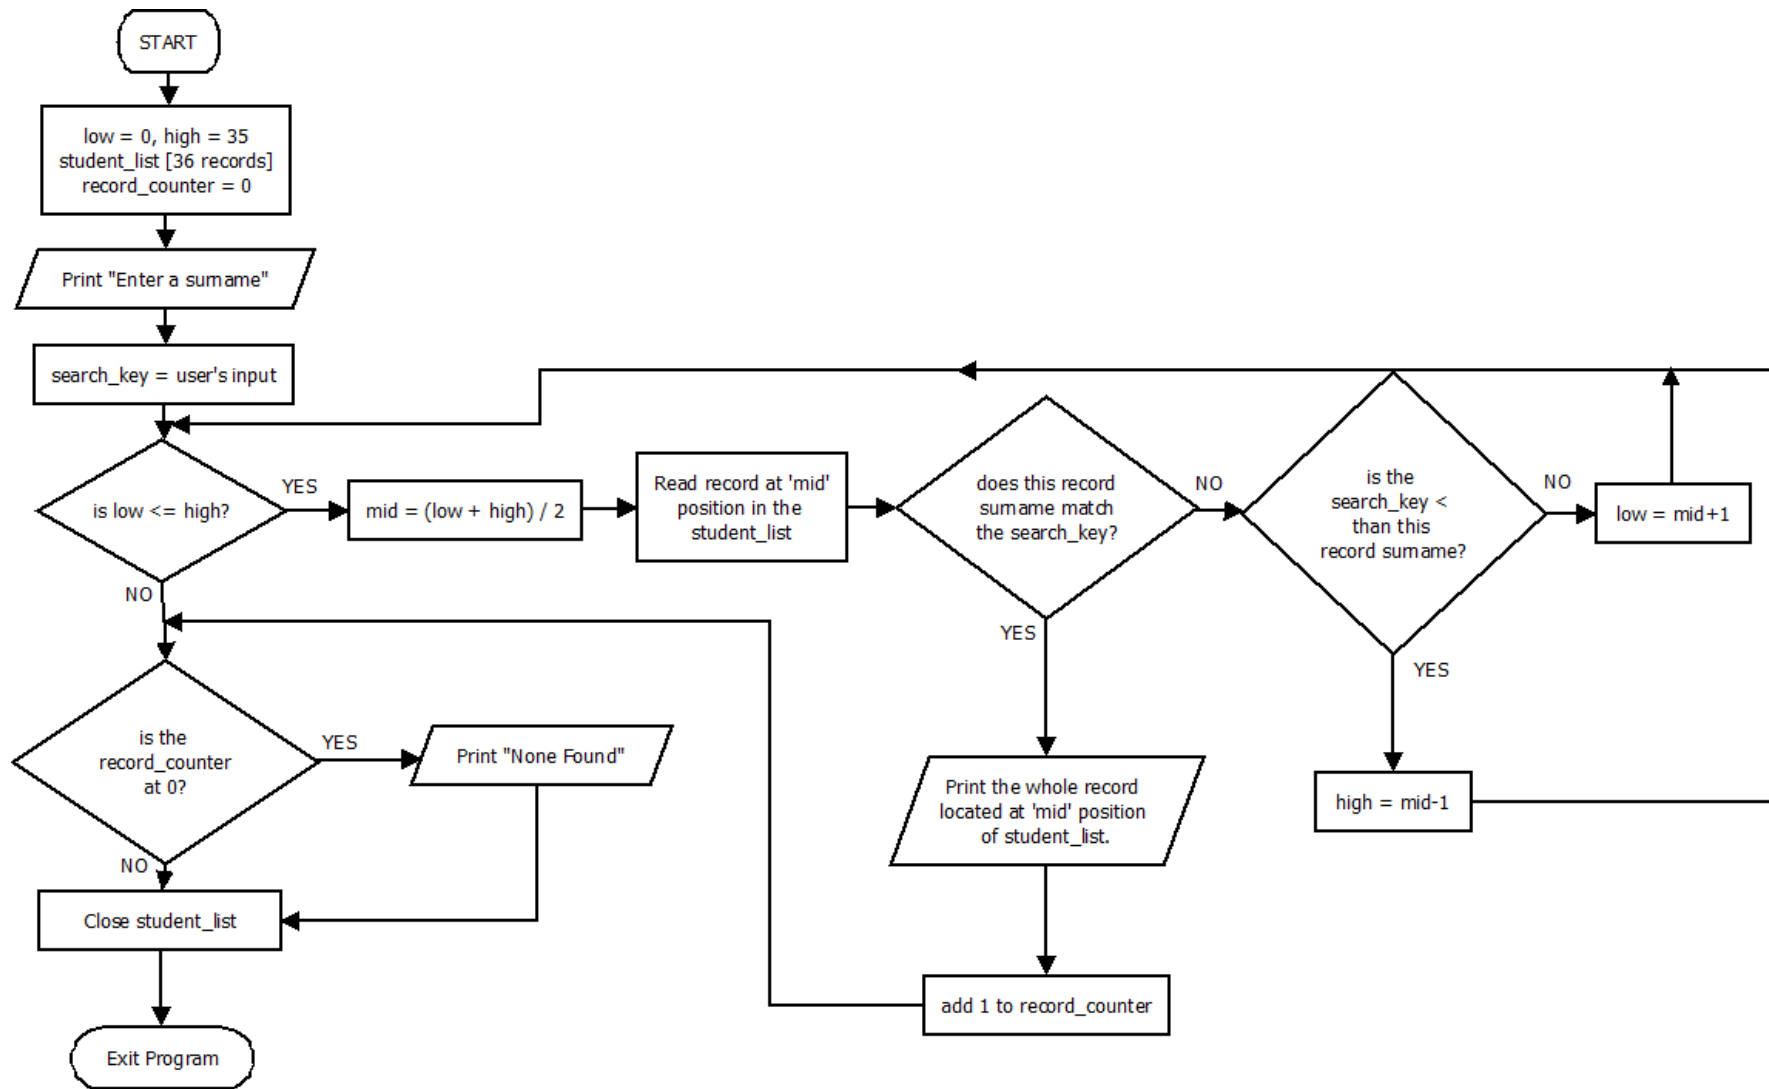 START
low = 0, high = 35
student_list [36 records]
record_counter = 0
Print "Enter a surname"
search_key = user's input
is low <= high?
YES
mid = (low + high) / 2
Read record at 'mid'
position in the
student_list
does this record
surname match
the search_key?
NO
is the
search_key <
than this
record surname?
NO
low = mid+1
YES
high = mid-1
YES
Print the whole record
located at 'mid' position
of student_list.
add 1 to record_counter
NO
is the
record_counter
at 0?
YES
Print "None Found"
NO
Close student_list
Exit Program